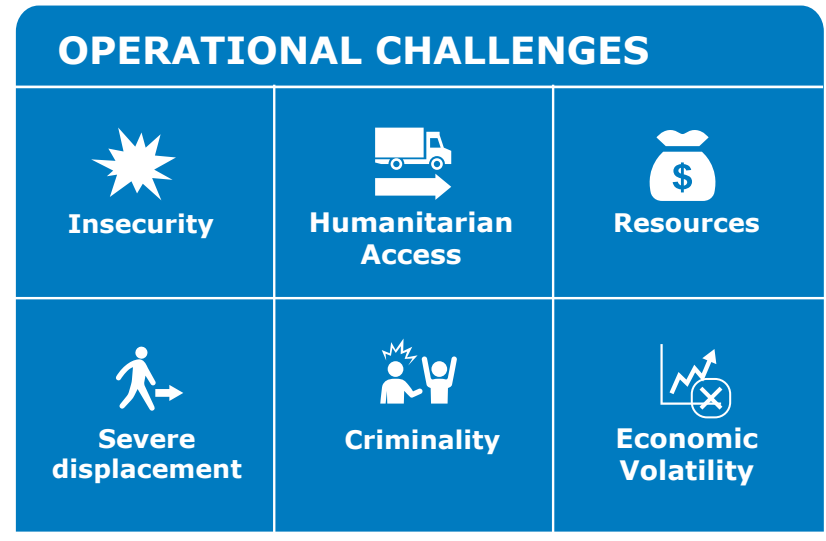 OPERATIONAL CHALLENGES
Insecurity
Humanitarian
Access
$
Resources
Severe
displacement
Criminality
Economic
Volatility